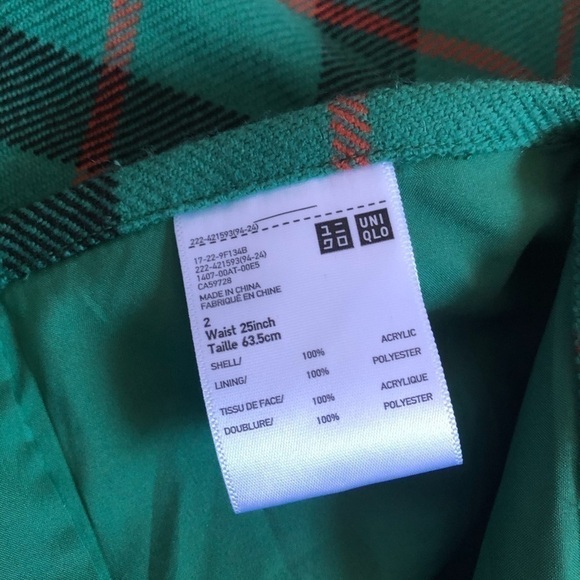 222-421593(94-24)
ユニ
クロ
UNI
QLO
17-22-9F134B
222-421593(94-24)
1407-00AT-00E5
CA59728
MADE IN CHINA
FABRIQUÉ EN CHINE
2
Waist 25inch
Taille 63.5cm
SHELL/ 100% ACRYLIC
LINING/ 100% POLYESTER
TISSU DE FACE/ 100% ACRYLIQUE
DOUBLURE/ 100% POLYESTER